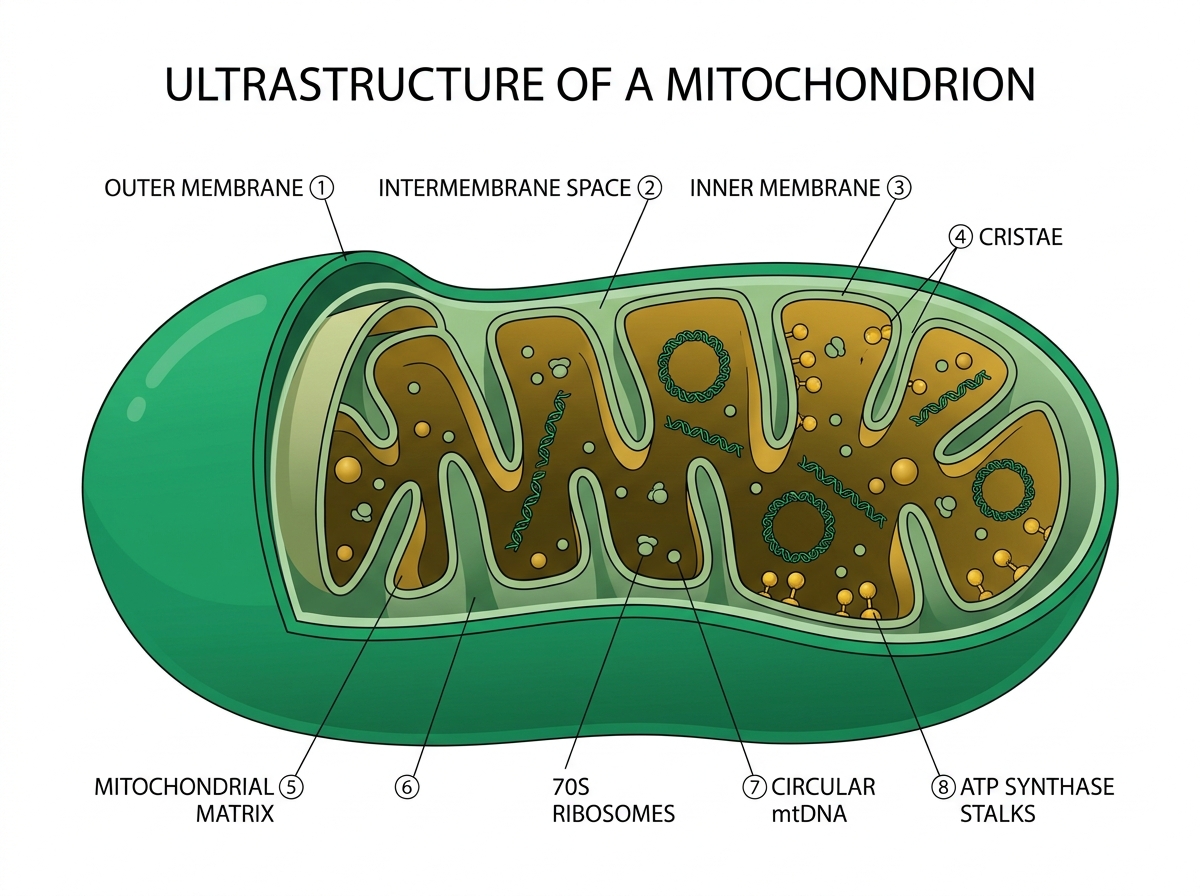 ULTRASTRUCTURE OF A MITOCHONDRION
OUTER MEMBRANE ①
INTERMEMBRANE SPACE ②
INNER MEMBRANE ③
④ CRISTAE
MITOCHONDRIAL ⑤
MATRIX
⑥
70S
RIBOSOMES
⑦ CIRCULAR
mtDNA
⑧ ATP SYNTHASE
STALKS